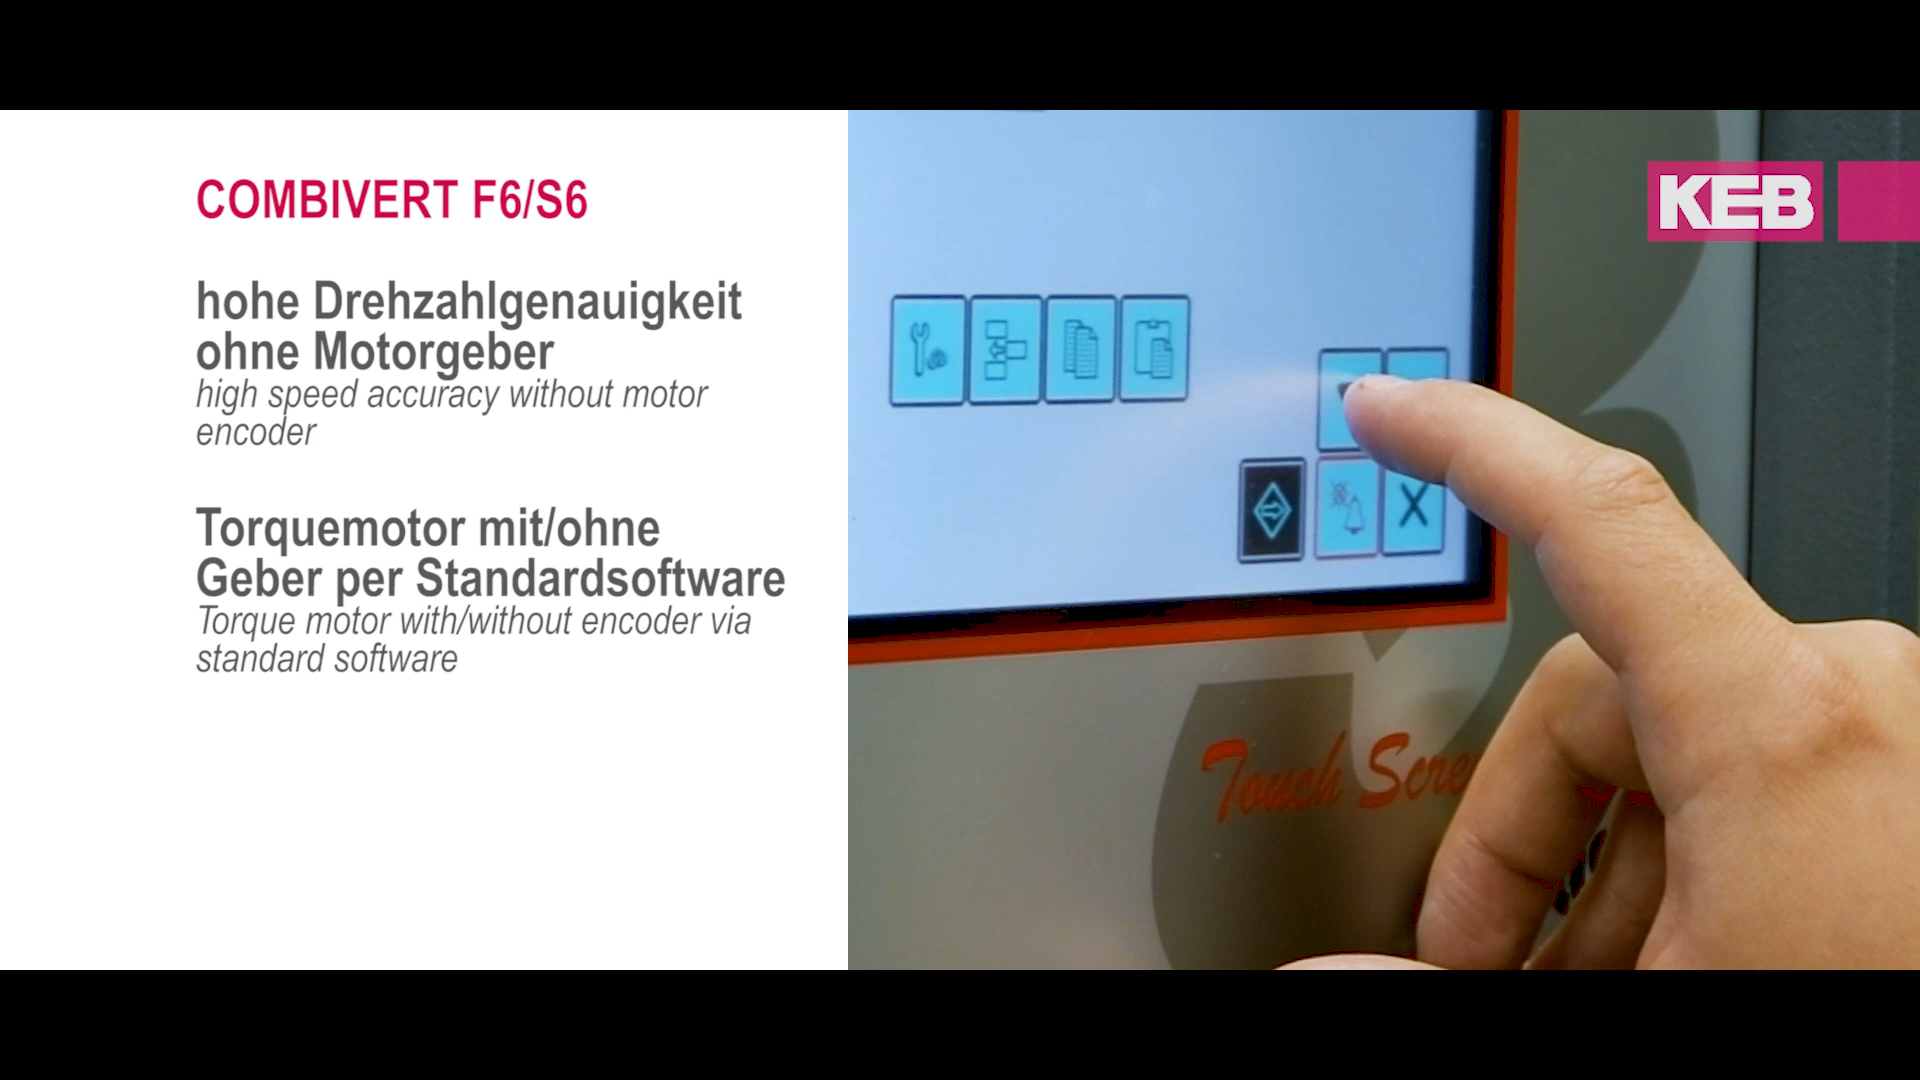 COMBIVERT F6/S6
hohe Drehzahlgenauigkeit
ohne Motorgeber
high speed accuracy without motor
encoder
Torquemotor mit/ohne
Geber per Standardsoftware
Torque motor with/without encoder via
standard software
KEB
X
Touch